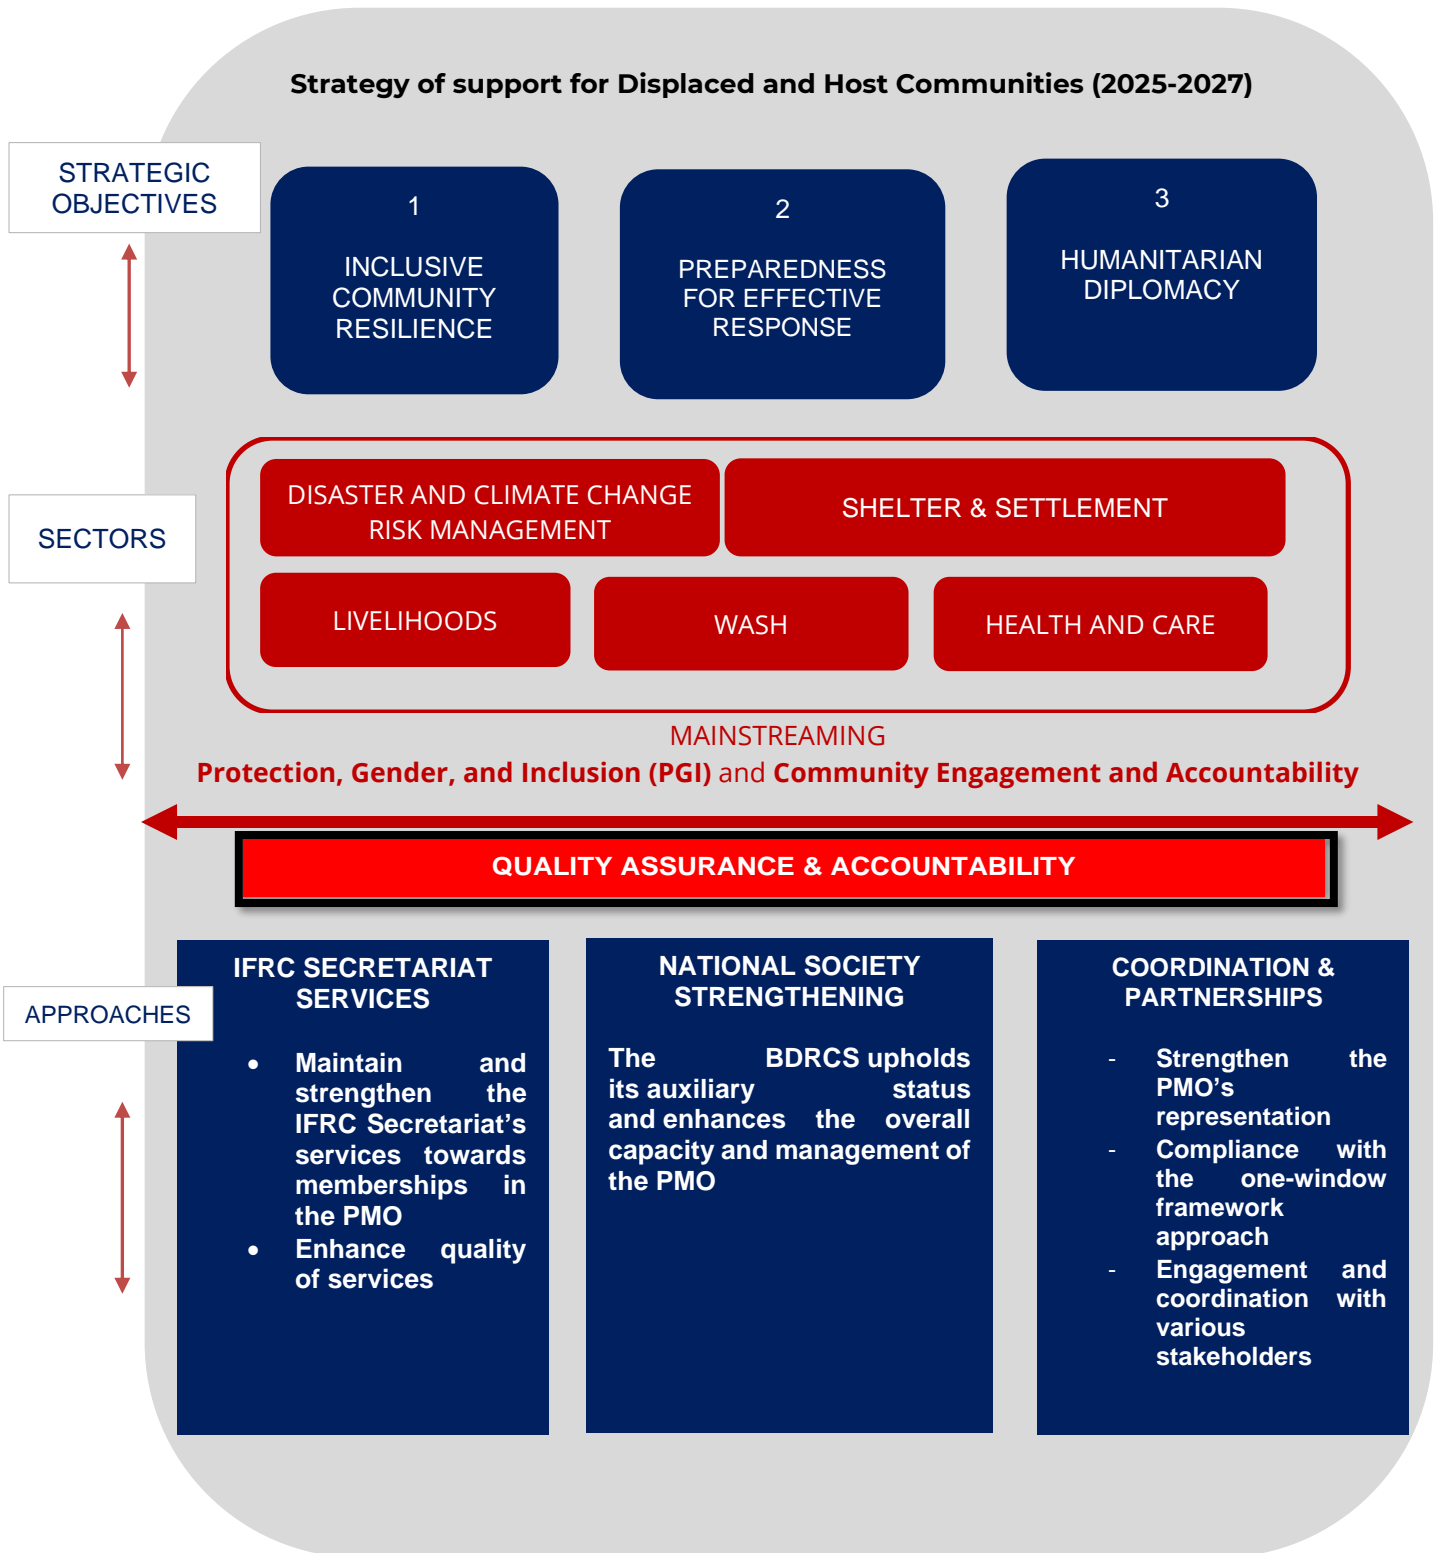 Strategy of support for Displaced and Host Communities (2025-2027)
STRATEGIC
OBJECTIVES
1
INCLUSIVE
COMMUNITY
RESILIENCE
2
PREPAREDNESS
FOR EFFECTIVE
RESPONSE
3
HUMANITARIAN
DIPLOMACY
SECTORS
DISASTER AND CLIMATE CHANGE
RISK MANAGEMENT
SHELTER & SETTLEMENT
LIVELIHOODS
WASH
HEALTH AND CARE
MAINSTREAMING
Protection, Gender, and Inclusion (PGI) and Community Engagement and Accountability
QUALITY ASSURANCE & ACCOUNTABILITY
APPROACHES
IFRC SECRETARIAT
SERVICES
• Maintain and
strengthen the
IFRC Secretariat's
services towards
memberships in
the PMO
• Enhance quality
of services
NATIONAL SOCIETY
STRENGTHENING
The BDRCS upholds
its auxiliary status
and enhances the overall
capacity and management of
the PMO
COORDINATION &
PARTNERSHIPS
- Strengthen the
PMO's
representation
- Compliance with
the one-window
framework
approach
- Engagement and
coordination with
various
stakeholders